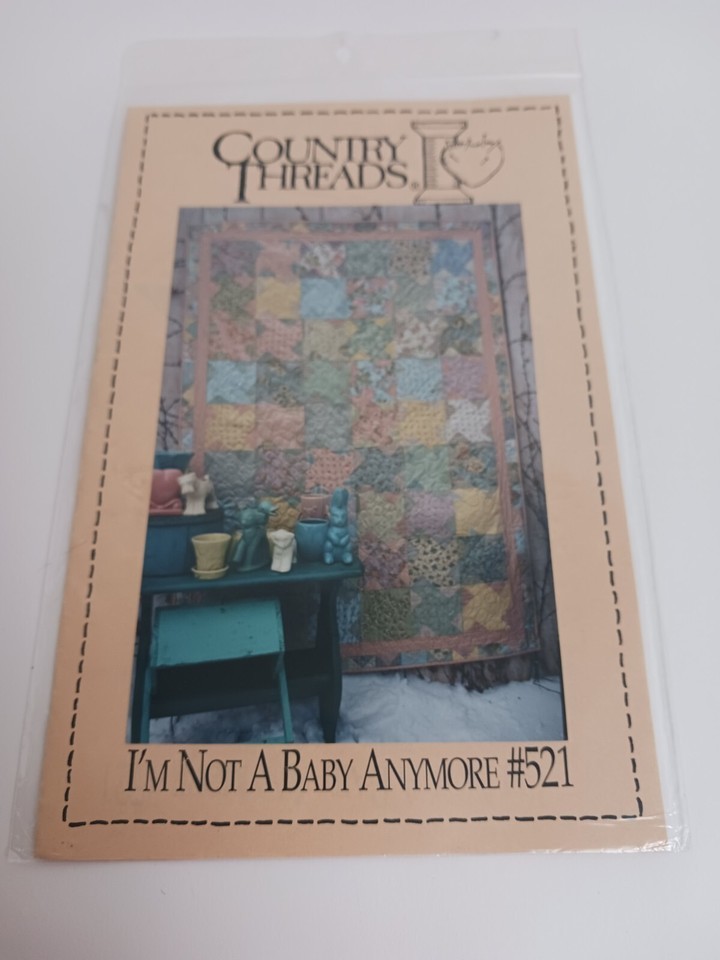 COUNTRY
THREADS®
I'M NOT A BABY ANYMORE #521